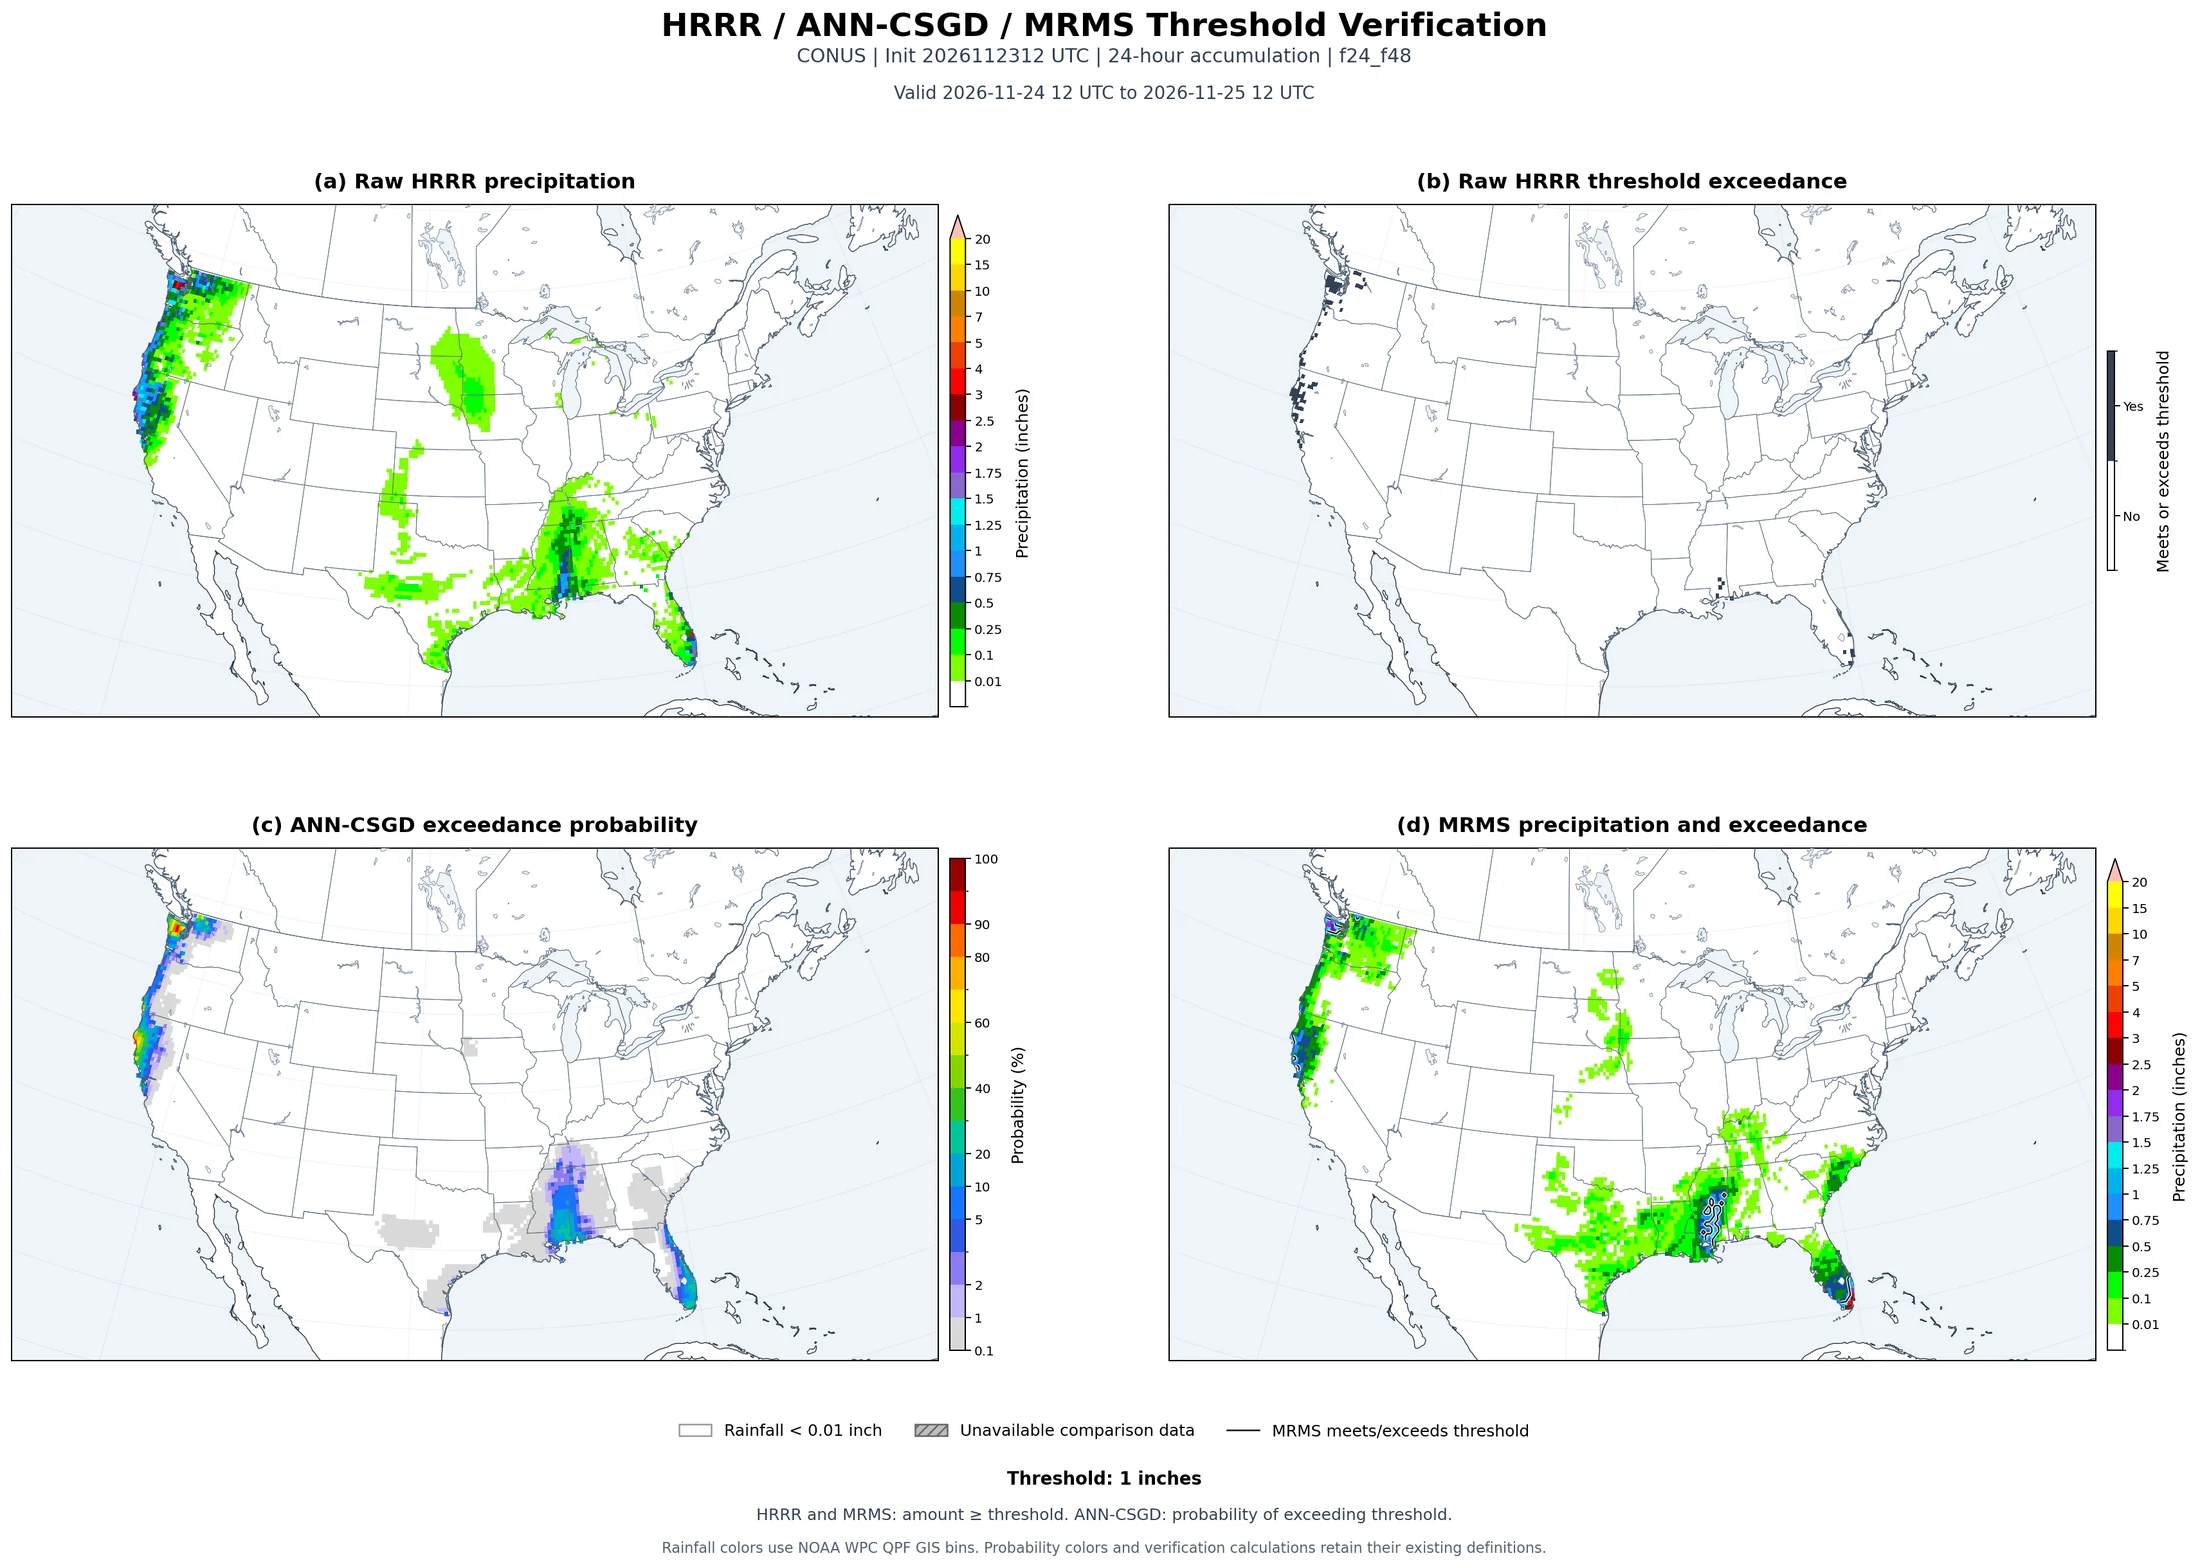 HRRR / ANN-CSGD / MRMS Threshold Verification
CONUS | Init 2026112312 UTC | 24-hour accumulation | f24_f48
Valid 2026-11-24 12 UTC to 2026-11-25 12 UTC
(a) Raw HRRR precipitation
20
15
10
7
5
4
3
2.5
2
1.75
1.5
1.25
1
0.75
0.5
0.25
0.1
0.01
Precipitation (inches)
(b) Raw HRRR threshold exceedance
Yes
No
Meets or exceeds threshold
(c) ANN-CSGD exceedance probability
100
90
80
60
40
20
10
5
2
1
0.1
Probability (%)
(d) MRMS precipitation and exceedance
20
15
10
7
5
4
3
2.5
2
1.75
1.5
1.25
1
0.75
0.5
0.25
0.1
0.01
Precipitation (inches)
Rainfall < 0.01 inch
Unavailable comparison data
MRMS meets/exceeds threshold
Threshold: 1 inches
HRRR and MRMS: amount ≥ threshold. ANN-CSGD: probability of exceeding threshold.
Rainfall colors use NOAA WPC QPF GIS bins. Probability colors and verification calculations retain their existing definitions.